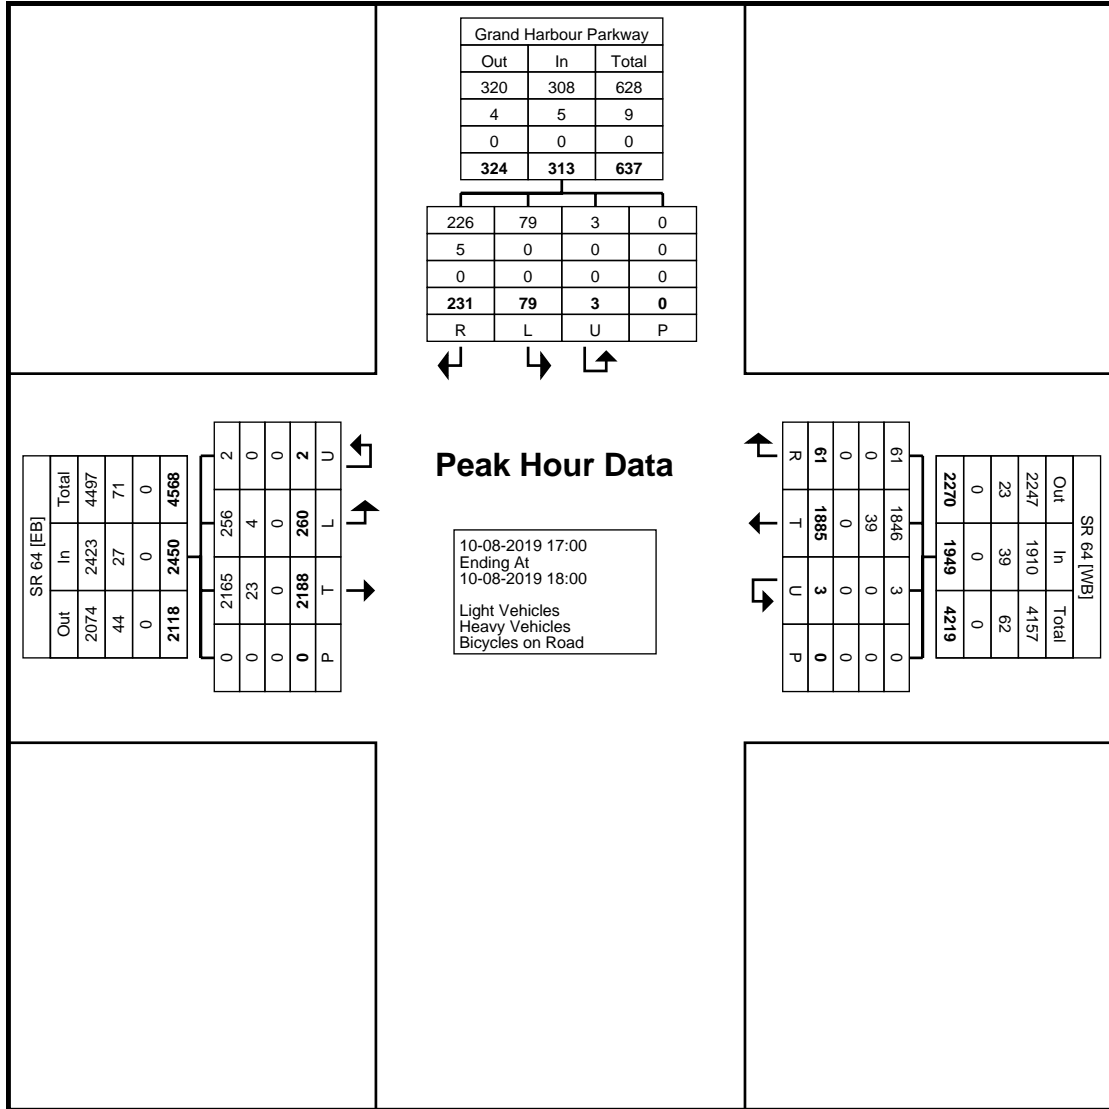 Grand Harbour Parkway
Out In Total
320 308 628
4 5 9
0 0 0
324 313 637
226 79 3 0
5 0 0 0
0 0 0 0
231 79 3 0
R L U P
SR 64 [EB]
Out In Total
2074 2423 4497
44 27 71
0 0 0
2118 2450 4568
0 2165 256 2
0 23 4 0
0 0 0 0
0 2188 260 2
P T L U
Peak Hour Data
10-08-2019 17:00
Ending At
10-08-2019 18:00
Light Vehicles
Heavy Vehicles
Bicycles on Road
SR 64 [WB]
Out In Total
2247 1910 4157
23 39 62
0 0 0
2270 1949 4219
61 1846 3 0
0 39 0 0
0 0 0 0
61 1885 3 0
R T U P